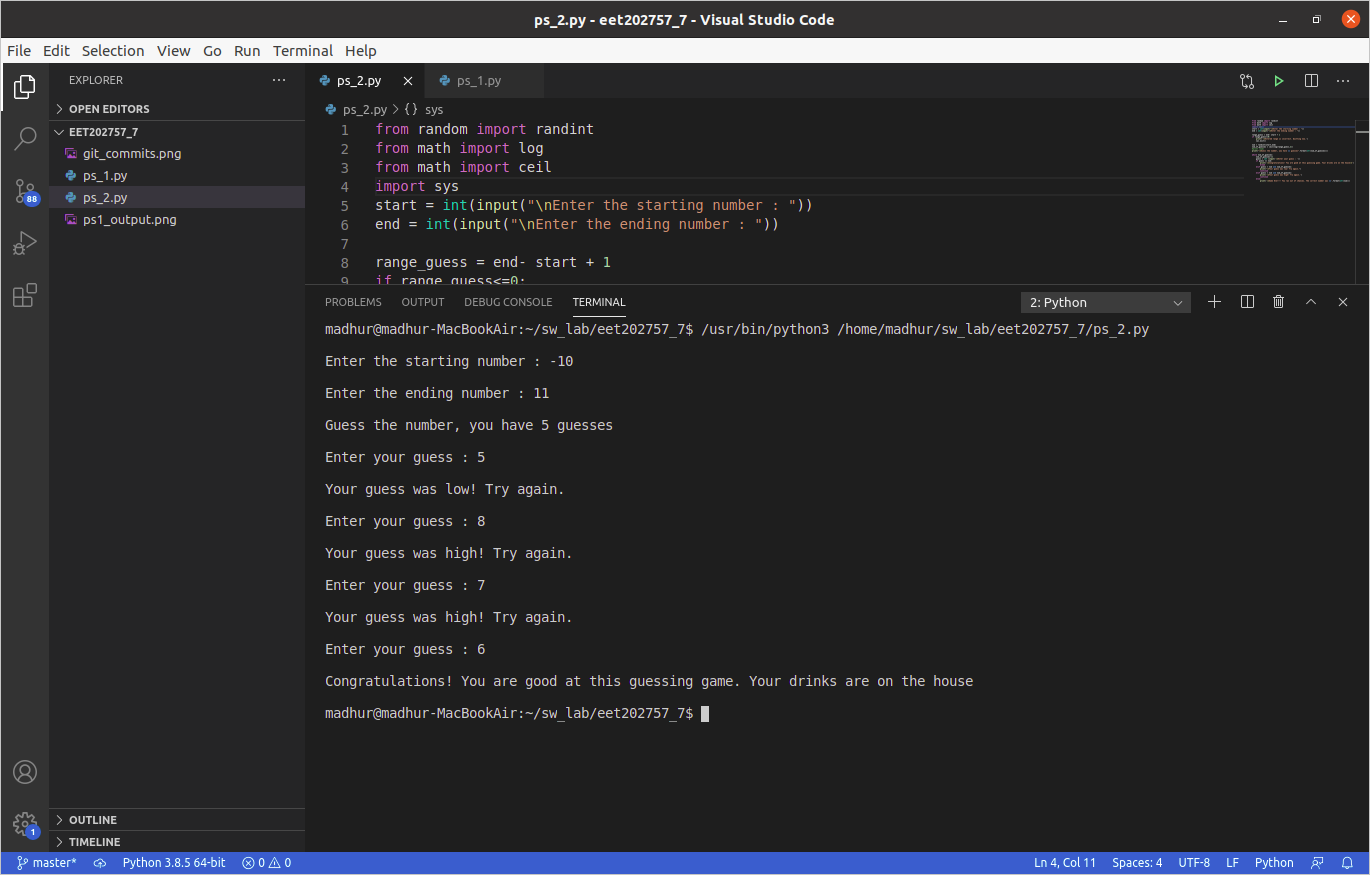 ps_2.py - eet202757_7 - Visual Studio Code
File Edit Selection View Go Run Terminal Help
EXPLORER
OPEN EDITORS
EET202757_7
git_commits.png
ps_1.py
ps_2.py
ps1_output.png
88
OUTLINE
TIMELINE
1
ps_2.py
ps_1.py
ps_2.py > {} sys
1 from random import randint
2 from math import log
3 from math import ceil
4 import sys
5 start = int(input("\nEnter the starting number : "))
6 end = int(input("\nEnter the ending number : "))
7
8 range_guess = end- start + 1
9 if range_guess<=0:
PROBLEMS OUTPUT DEBUG CONSOLE TERMINAL
2: Python
madhur@madhur-MacBookAir:~/sw_lab/eet202757_7$ /usr/bin/python3 /home/madhur/sw_lab/eet202757_7/ps_2.py
Enter the starting number : -10
Enter the ending number : 11
Guess the number, you have 5 guesses
Enter your guess : 5
Your guess was low! Try again.
Enter your guess : 8
Your guess was high! Try again.
Enter your guess : 7
Your guess was high! Try again.
Enter your guess : 6
Congratulations! You are good at this guessing game. Your drinks are on the house
madhur@madhur-MacBookAir:~/sw_lab/eet202757_7$
master* Python 3.8.5 64-bit 0 0 Ln 4, Col 11 Spaces: 4 UTF-8 LF Python